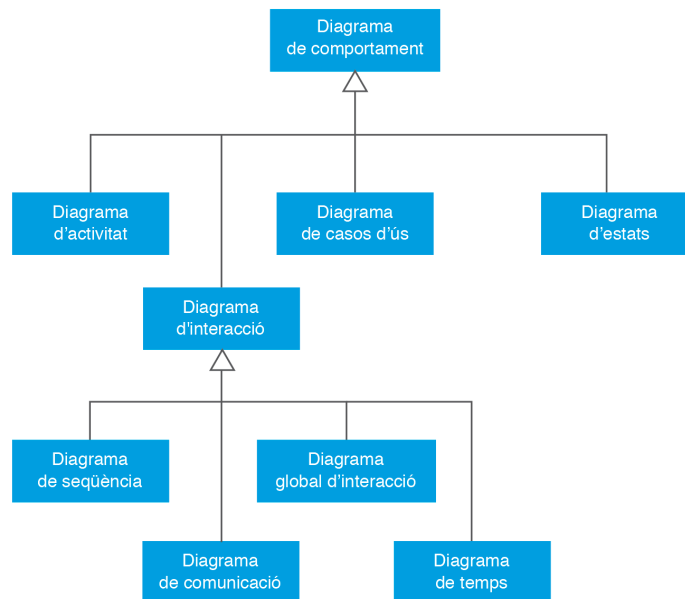 Diagrama
de comportament
Diagrama
d’activitat
Diagrama
de casos d’ús
Diagrama
d’estats
Diagrama
d'interacció
Diagrama
de seqüència
Diagrama
global d’interacció
Diagrama
de comunicació
Diagrama
de temps